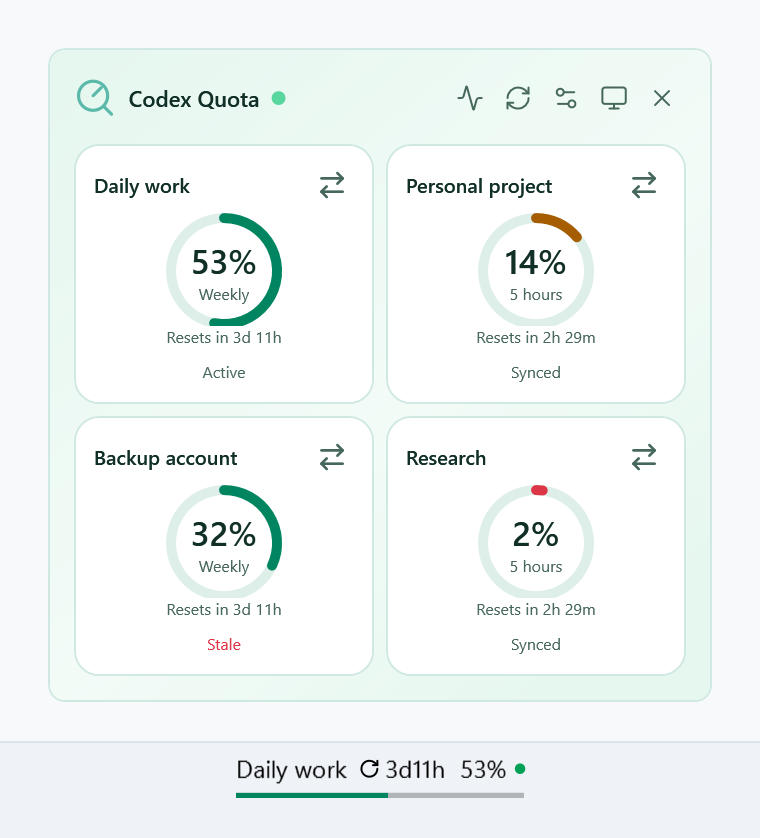 Codex Quota
Daily work
53%
Weekly
Resets in 3d 11h
Active
Personal project
14%
5 hours
Resets in 2h 29m
Synced
Backup account
32%
Weekly
Resets in 3d 11h
Stale
Research
2%
5 hours
Resets in 2h 29m
Synced
Daily work 3d11h 53%